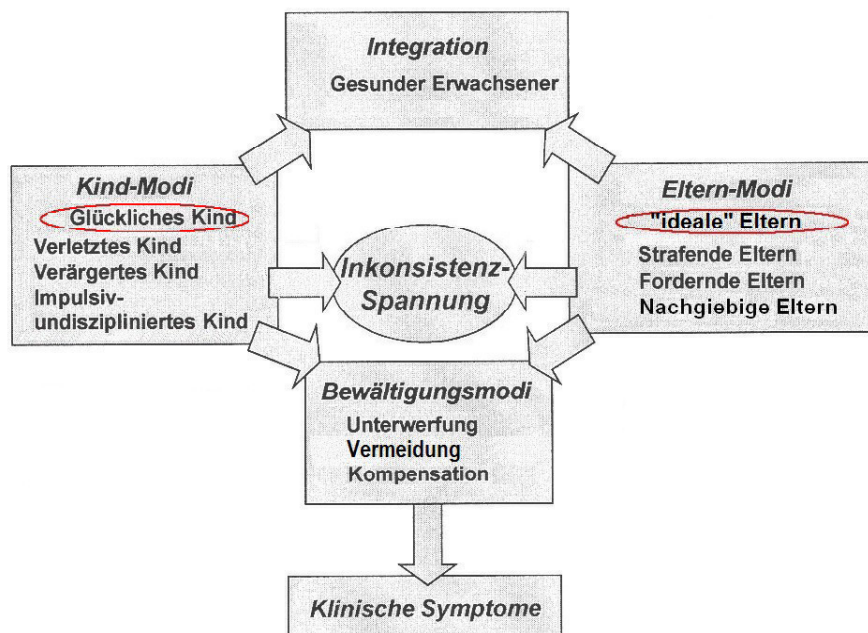 Integration
Gesunder Erwachsener
Kind-Modi
Glückliches Kind
Verletztes Kind
Verärgertes Kind
Impulsiv-
undiszipliniertes Kind
Eltern-Modi
"ideale" Eltern
Strafende Eltern
Fordernde Eltern
Nachgiebige Eltern
Inkonsistenz-
Spannung
Bewältigungsmodi
Unterwerfung
Vermeidung
Kompensation
Klinische Symptome